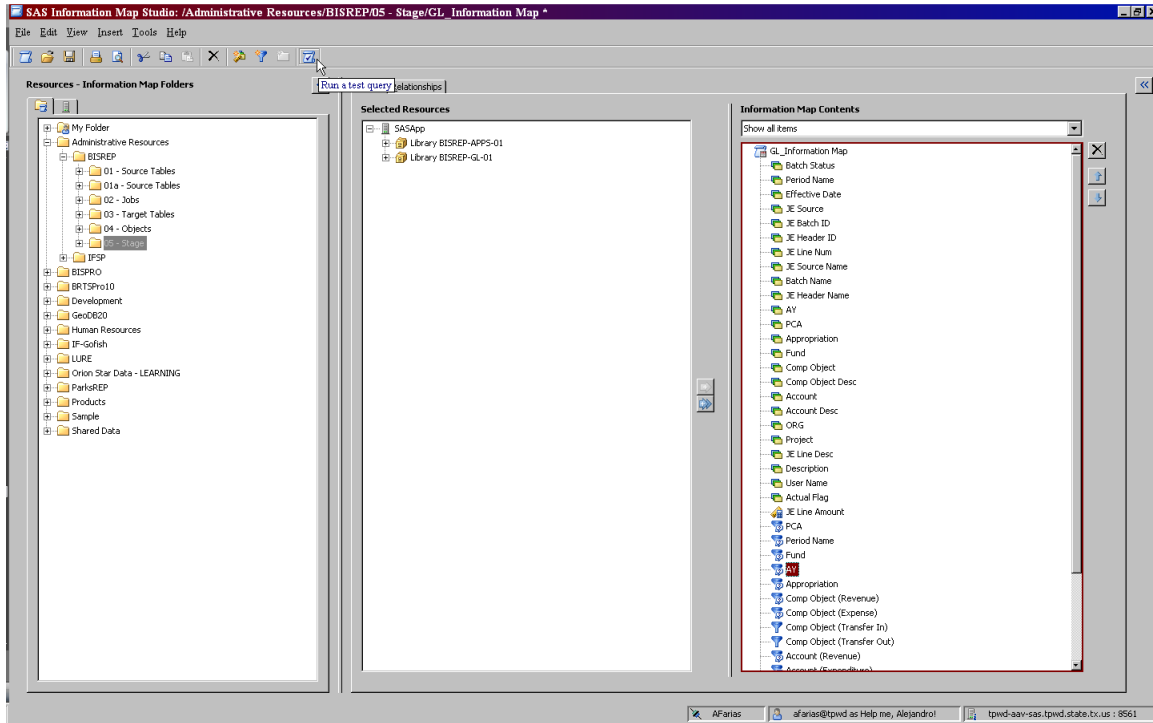 SAS Information Map Studio: /Administrative Resources/BISREP/05 - Stage/GL_Information Map *
File Edit View Insert Tools Help
Run a test query
Resources - Information Map Folders
My Folder
Administrative Resources
BISREP
01 - Source Tables
01a - Source Tables
02 - Jobs
03 - Target Tables
04 - Objects
05 - Stage
IFSP
BISPRO
BRTSPro10
Development
GeoDB20
Human Resources
IF-Gofish
LURE
Orion Star Data - LEARNING
ParksREP
Products
Sample
Shared Data
elationships
Selected Resources
SASApp
Library BISREP-APPS-01
Library BISREP-GL-01
Information Map Contents
Show all items
GL_Information Map
Batch Status
Period Name
Effective Date
JE Source
JE Batch ID
JE Header ID
JE Line Num
JE Source Name
Batch Name
JE Header Name
AY
PCA
Appropriation
Fund
Comp Object
Comp Object Desc
Account
Account Desc
ORG
Project
JE Line Desc
Description
User Name
Actual Flag
JE Line Amount
PCA
Period Name
Fund
AY
Appropriation
Comp Object (Revenue)
Comp Object (Expense)
Comp Object (Transfer In)
Comp Object (Transfer Out)
Account (Revenue)
Account (Expenditure)
AFarias
afarias@tpwd as Help me, Alejandro!
tpwd-aav-sas.tpwd.state.tx.us : 8561